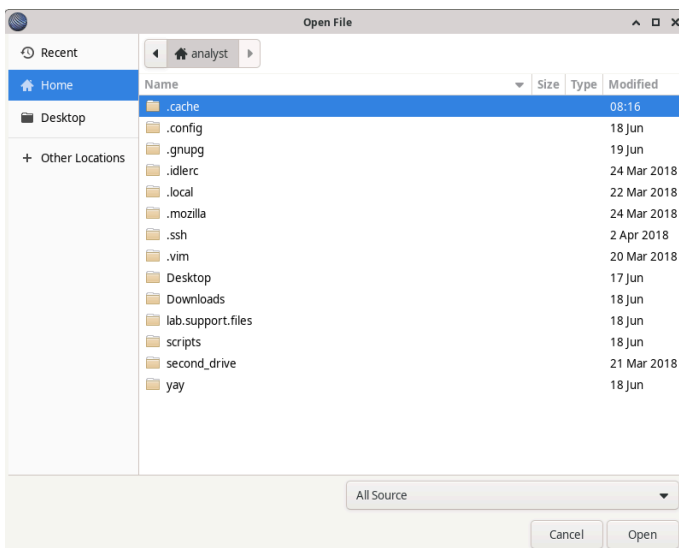 Open File
Recent
Home
Desktop
+ Other Locations
analyst
Name Size Type Modified
.cache 08:16
.config 18 Jun
.gnupg 19 Jun
.idlerc 24 Mar 2018
.local 22 Mar 2018
.mozilla 24 Mar 2018
.ssh 2 Apr 2018
.vim 20 Mar 2018
Desktop 17 Jun
Downloads 18 Jun
lab.support.files 18 Jun
scripts 18 Jun
second_drive 21 Mar 2018
yay 18 Jun
All Source
Cancel Open